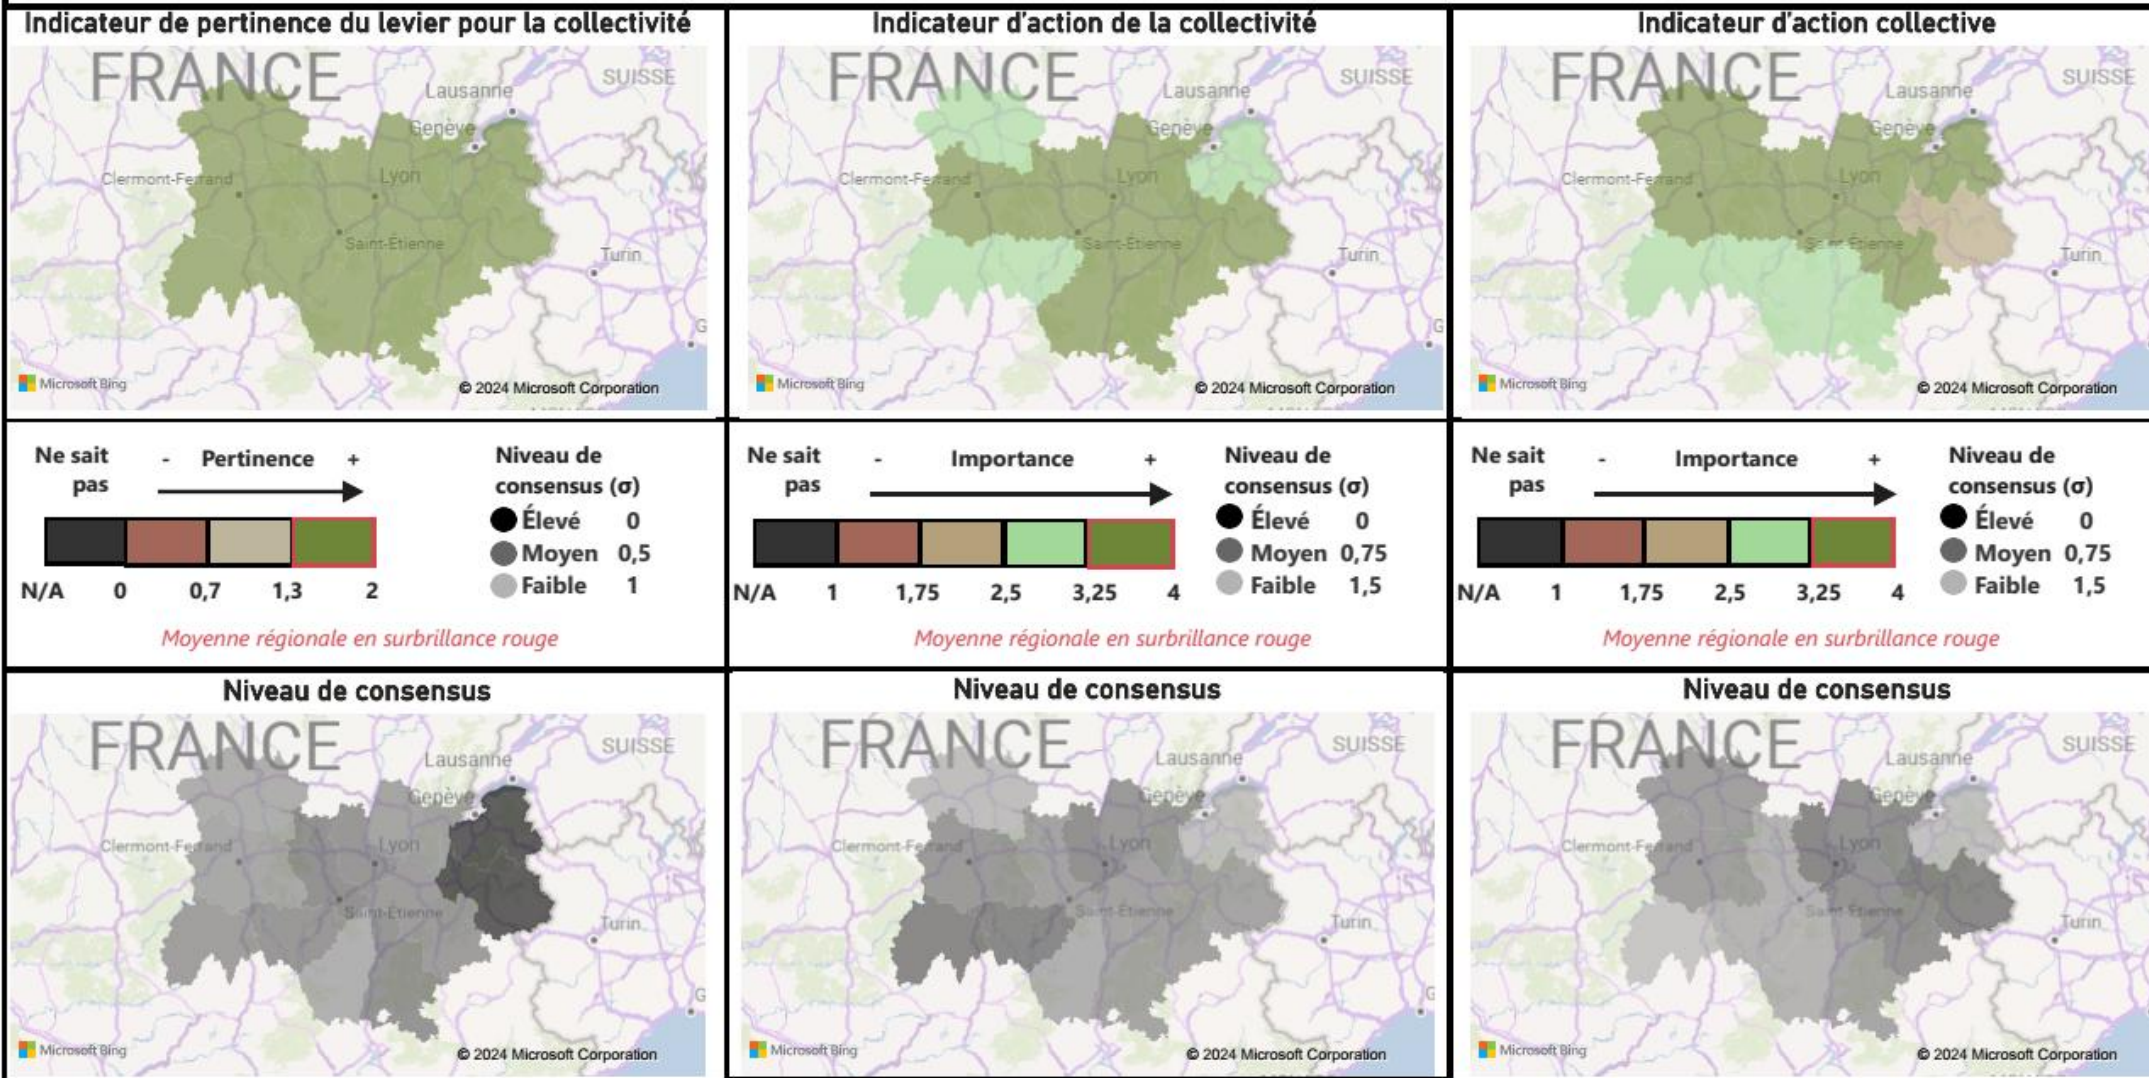 Indicateur de pertinence du levier pour la collectivité
FRANCE
Lausanne
SUISSE
Genève
Clermont-Ferrand
Lyon
Saint-Étienne
Turin
G
Microsoft Bing
© 2024 Microsoft Corporation
Indicateur d'action de la collectivité
FRANCE
Lausanne
SUISSE
Genève
Clermont-Ferrand
Lyon
Saint-Étienne
Turin
G
Microsoft Bing
© 2024 Microsoft Corporation
Indicateur d'action collective
FRANCE
Lausanne
SUISSE
Genève
Clermont-Ferrand
Lyon
Saint-Étienne
Turin
Microsoft Bing
© 2024 Microsoft Corporation
Ne sait
pas
- Pertinence +
Niveau de
consensus (σ)
Élevé 0
Moyen 0,5
Faible 1
N/A 0 0,7 1,3 2
Moyenne régionale en surbrillance rouge
Ne sait
pas
- Importance +
Niveau de
consensus (σ)
Élevé 0
Moyen 0,75
Faible 1,5
N/A 1 1,75 2,5 3,25 4
Moyenne régionale en surbrillance rouge
Ne sait
pas
- Importance +
Niveau de
consensus (σ)
Élevé 0
Moyen 0,75
Faible 1,5
N/A 1 1,75 2,5 3,25 4
Moyenne régionale en surbrillance rouge
Niveau de consensus
FRANCE
Lausanne
SUISSE
Genève
Clermont-Ferrand
Lyon
Saint-Étienne
Turin
G
Microsoft Bing
© 2024 Microsoft Corporation
Niveau de consensus
FRANCE
Lausanne
SUISSE
Genève
Clermont-Ferrand
Lyon
Saint-Étienne
Turin
G
Microsoft Bing
© 2024 Microsoft Corporation
Niveau de consensus
FRANCE
Lausanne
SUISSE
Genève
Clermont-Ferrand
Lyon
Saint-Étienne
Turin
Microsoft Bing
© 2024 Microsoft Corporation